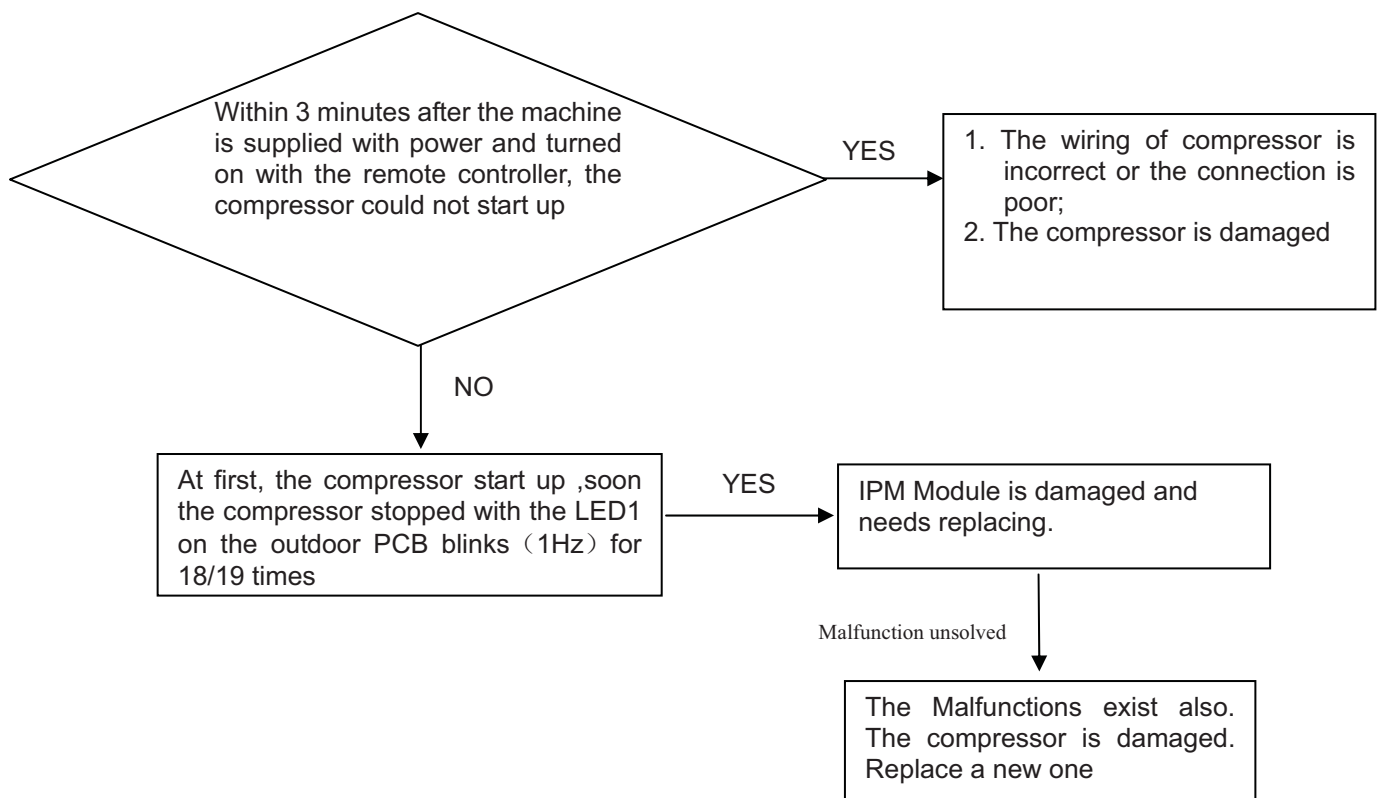 Within 3 minutes after the machine
is supplied with power and turned
on with the remote controller, the
compressor could not start up
YES
1. The wiring of compressor is
incorrect or the connection is
poor;
2. The compressor is damaged
NO
At first, the compressor start up ,soon
the compressor stopped with the LED1
on the outdoor PCB blinks（1Hz）for
18/19 times
YES
IPM Module is damaged and
needs replacing.
Malfunction unsolved
The Malfunctions exist also.
The compressor is damaged.
Replace a new one